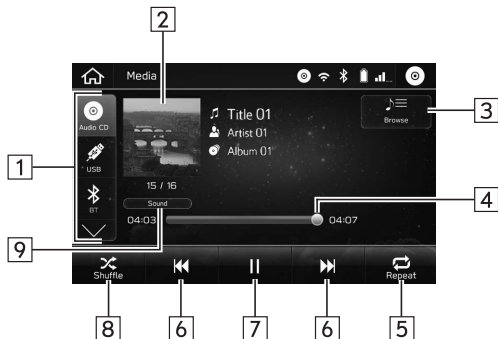 2
Media
Audio CD
USB
BT
1
Title 01
Artist 01
Album 01
Browse
3
15 / 16
Sound
04:03
04:07
4
9
Shuffle
Repeat
8
6
7
6
5